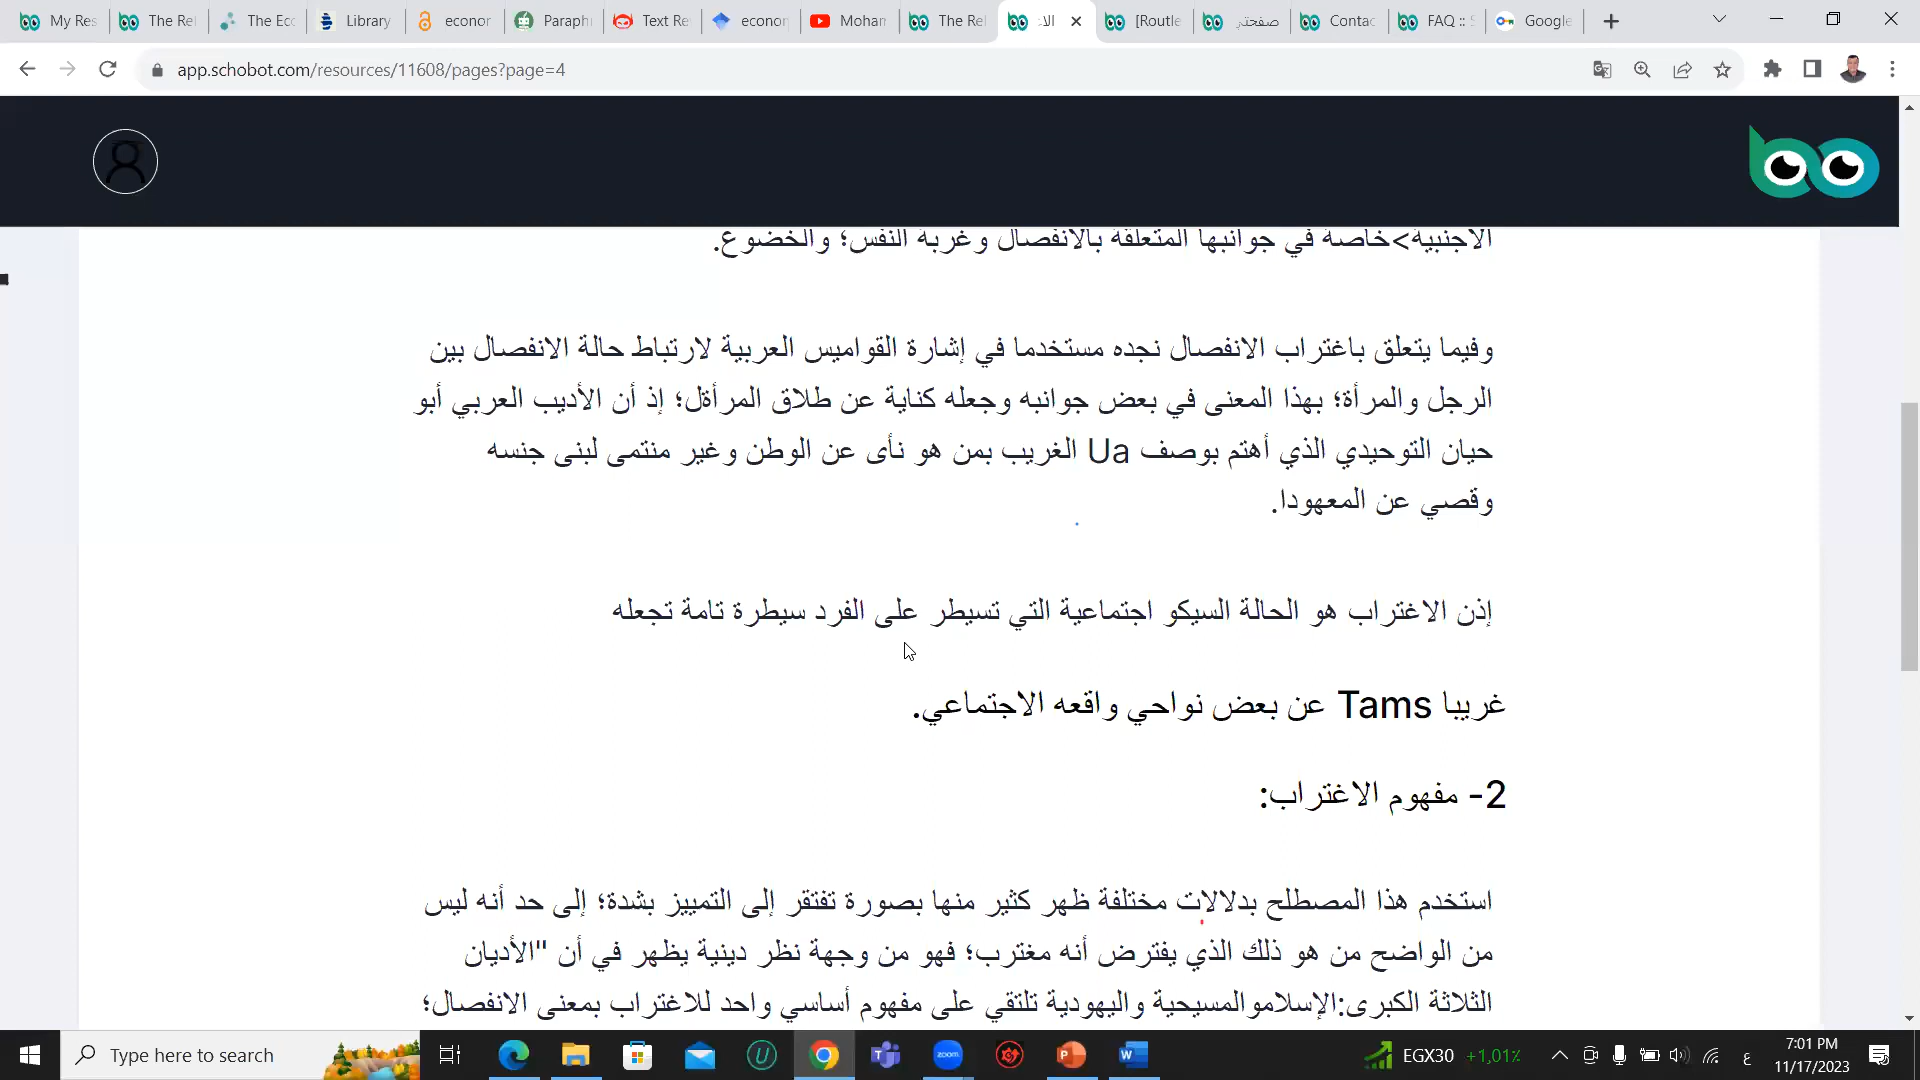 My Res
The Rel
The Eco
Library
econor
Paraphr
Text Re
econor
Mohan
The Rel
الا
[Routle
صفحتي
Contac
FAQ :: S
Google
app.schobot.com/resources/11608/pages?page=4
الأجنبية>خاصة في جوانبها المتعلقة بالانفصال وغربة النفس؛ والخضوع.
وفيما يتعلق باغتراب الانفصال نجده مستخدما في إشارة القواميس العربية لارتباط حالة الانفصال بين
الرجل والمرأة؛ بهذا المعنى في بعض جوانبه وجعله كناية عن طلاق المرأةل؛ إذ أن الأديب العربي أبو
حيان التوحيدي الذي أهتم بوصف Ua الغريب بمن هو نأى عن الوطن وغير منتمى لبنى جنسه
وقصي عن المعهودا.
إذن الاغتراب هو الحالة السيكو اجتماعية التي تسيطر على الفرد سيطرة تامة تجعله
غريبا Tams عن بعض نواحي واقعه الاجتماعي.
2- مفهوم الاغتراب:
استخدم هذا المصطلح بدلالات مختلفة ظهر كثير منها بصورة تفتقر إلى التمييز بشدة؛ إلى حد أنه ليس
من الواضح من هو ذلك الذي يفترض أنه مغترب؛ فهو من وجهة نظر دينية يظهر في أن "الأديان
الثلاثة الكبرى:الإسلاموالمسيحية واليهودية تلتقي على مفهوم أساسي واحد للاغتراب بمعنى الانفصال؛
Type here to search
zoom
EGX30 +1,01%
ع
7:01 PM
11/17/2023